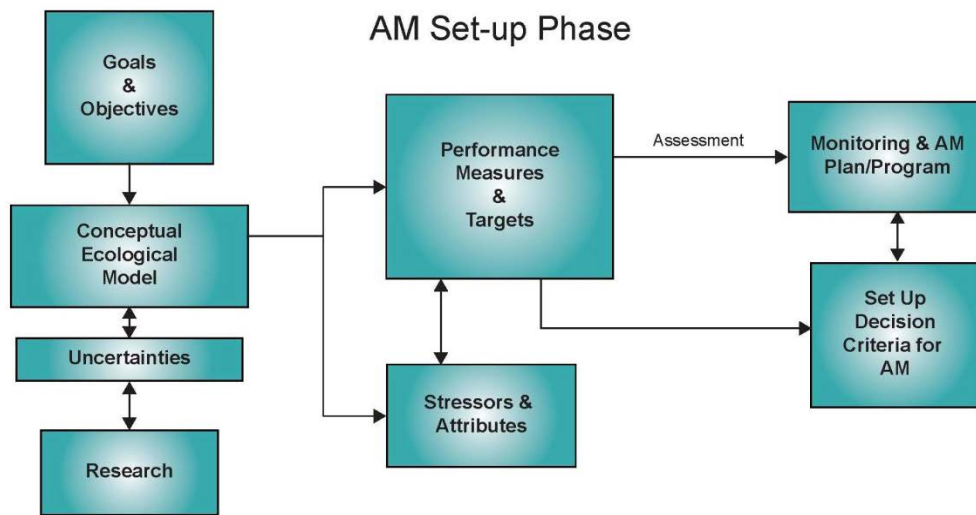 AM Set-up Phase
Goals
&
Objectives
Conceptual
Ecological
Model
Uncertainties
Research
Performance
Measures
&
Targets
Stressors &
Attributes
Assessment
Monitoring & AM
Plan/Program
Set Up
Decision
Criteria for
AM